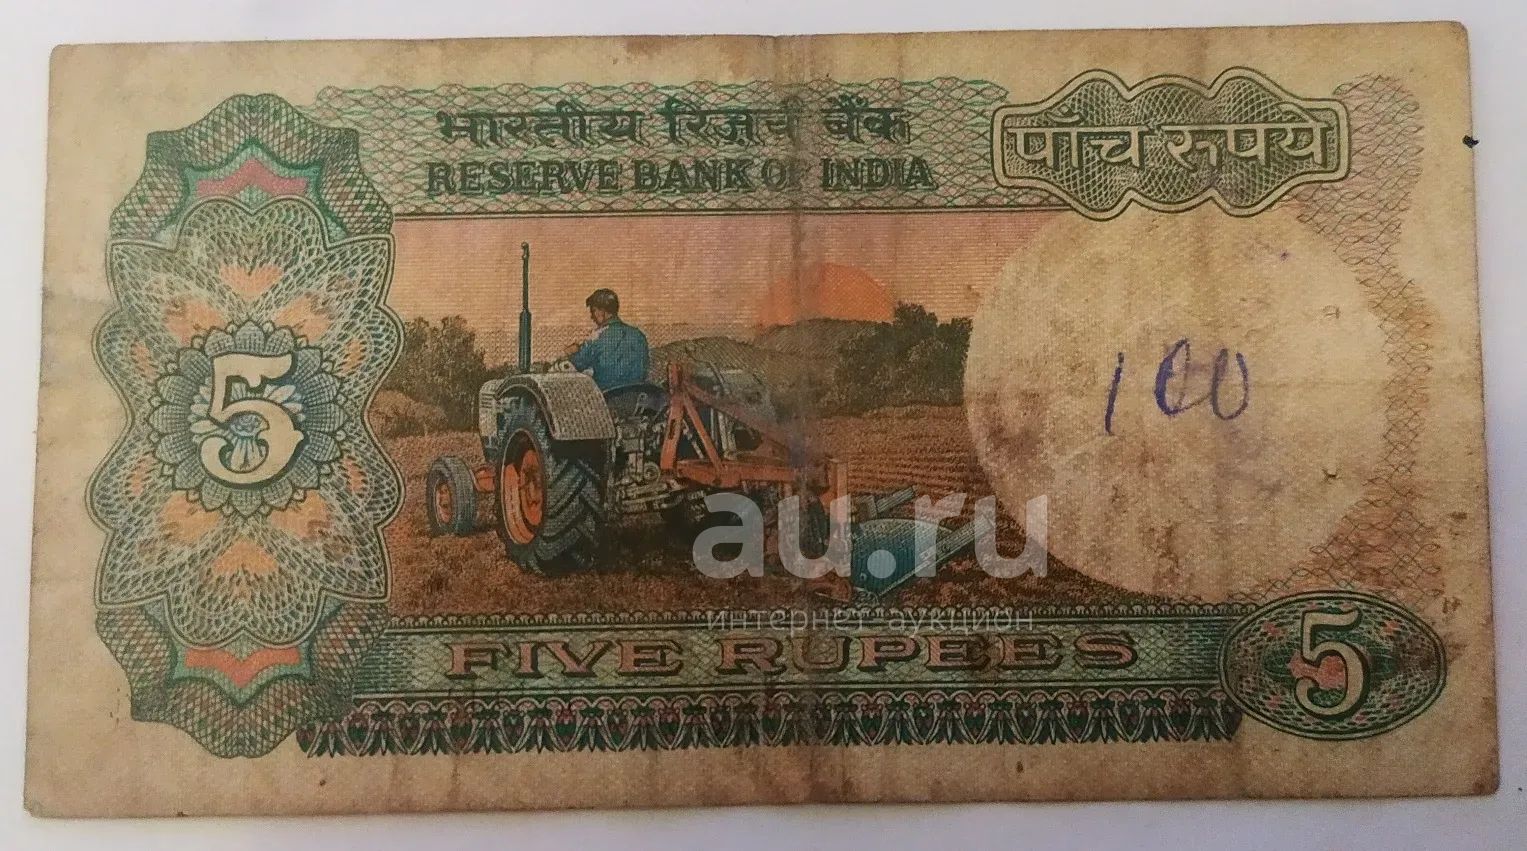 भारतीय रिज़र्व बैंक
RESERVE BANK OF INDIA
पाँच रूपये
5
100
au.ru
интернет-аукцион
FIVE RUPEES
5